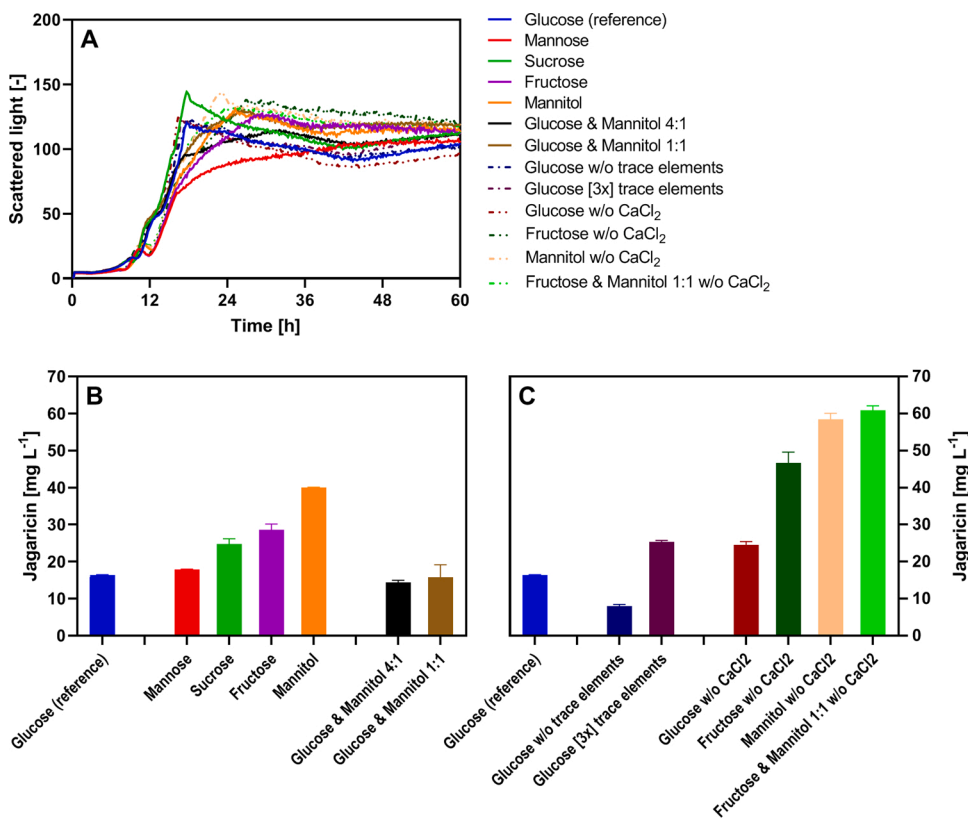 A
Scattered light [-]
200
150
100
50
0
0 12 24 36 48 60
Time [h]
Glucose (reference)
Mannose
Sucrose
Fructose
Mannitol
Glucose & Mannitol 4:1
Glucose & Mannitol 1:1
Glucose w/o trace elements
Glucose [3x] trace elements
Glucose w/o CaCl₂
Fructose w/o CaCl₂
Mannitol w/o CaCl₂
Fructose & Mannitol 1:1 w/o CaCl₂
B
Jagaricin [mg L⁻¹]
70
60
50
40
30
20
10
0
Glucose (reference)
Mannose
Sucrose
Fructose
Mannitol
Glucose & Mannitol 4:1
Glucose & Mannitol 1:1
C
70
60
50
40
30
20
10
0
Jagaricin [mg L⁻¹]
Glucose (reference)
Glucose w/o trace elements
Glucose [3x] trace elements
Glucose w/o CaCl2
Fructose w/o CaCl2
Mannitol w/o CaCl2
Fructose & Mannitol 1:1 w/o CaCl2